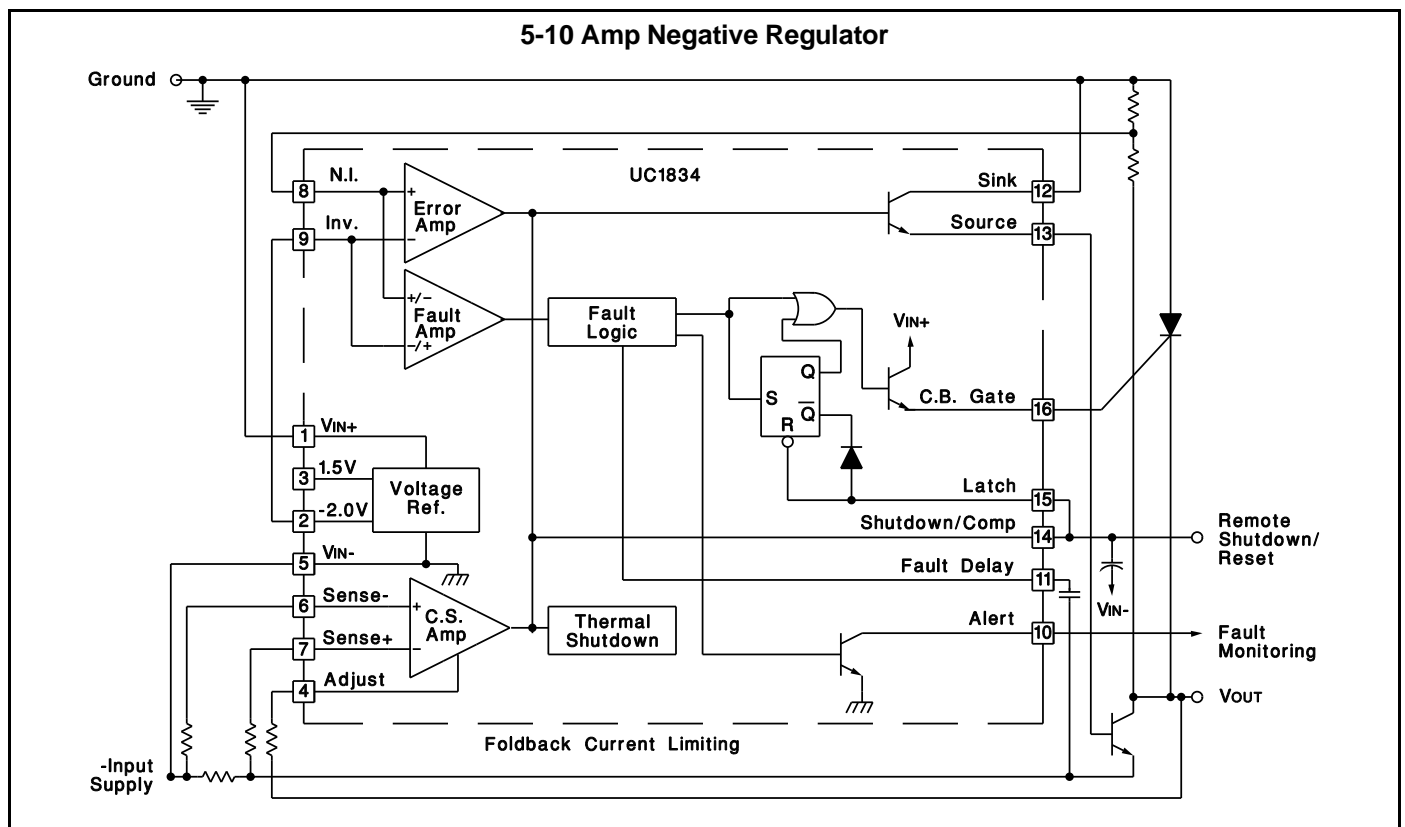 5-10 Amp Negative Regulator
Ground
UC1834
8
N.I.
+
Error
Amp
−
9
Inv.
Sink
12
Source
13
+/−
Fault
Amp
−/+
Fault
Logic
VIN+
S
Q
Q
R
C.B. Gate
16
1
VIN+
3
1.5V
2
-2.0V
Voltage
Ref.
Latch
15
Shutdown/Comp
14
Remote
Shutdown/
Reset
5
VIN-
Fault Delay
11
VIN-
6
Sense-
+
C.S.
Amp
−
7
Sense+
Thermal
Shutdown
Alert
10
Fault
Monitoring
4
Adjust
VOUT
Foldback Current Limiting
-Input
Supply